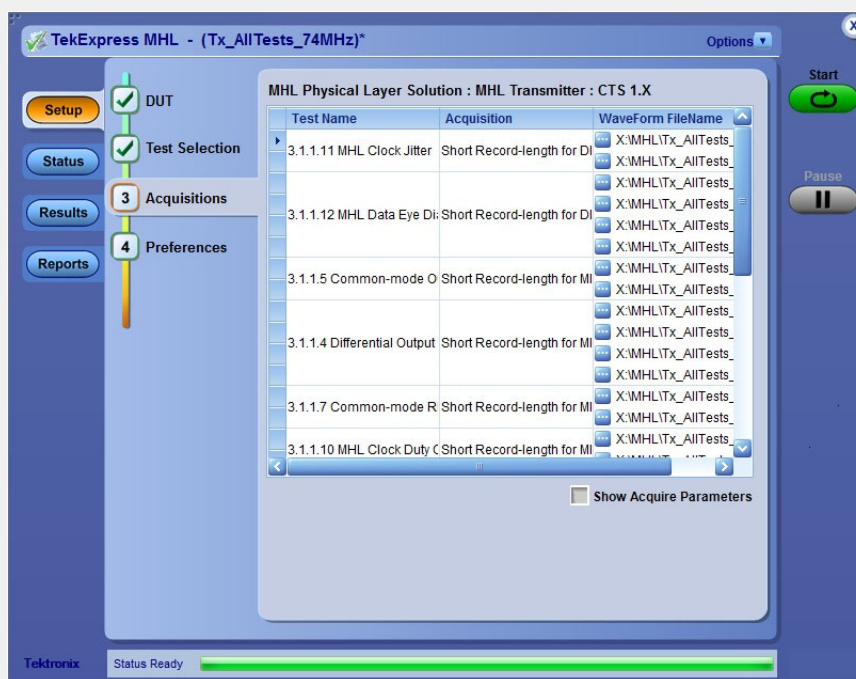 TekExpress MHL - (Tx_AllTests_74MHz)*
Options
X
Start
Pause
Setup
Status
Results
Reports
DUT
Test Selection
3 Acquisitions
4 Preferences
MHL Physical Layer Solution : MHL Transmitter : CTS 1.X
Test Name Acquisition WaveForm FileName
3.1.1.11 MHL Clock Jitter Short Record-length for DI
X:\MHL\Tx_AllTests_
X:\MHL\Tx_AllTests_
3.1.1.12 MHL Data Eye Di Short Record-length for DI
X:\MHL\Tx_AllTests_
X:\MHL\Tx_AllTests_
X:\MHL\Tx_AllTests_
X:\MHL\Tx_AllTests_
3.1.1.5 Common-mode O Short Record-length for MI
X:\MHL\Tx_AllTests_
X:\MHL\Tx_AllTests_
3.1.1.4 Differential Output Short Record-length for MI
X:\MHL\Tx_AllTests_
X:\MHL\Tx_AllTests_
X:\MHL\Tx_AllTests_
X:\MHL\Tx_AllTests_
3.1.1.7 Common-mode R Short Record-length for MI
X:\MHL\Tx_AllTests_
X:\MHL\Tx_AllTests_
3.1.1.10 MHL Clock Duty C Short Record-length for MI
X:\MHL\Tx_AllTests_
Show Acquire Parameters
Tektronix
Status Ready